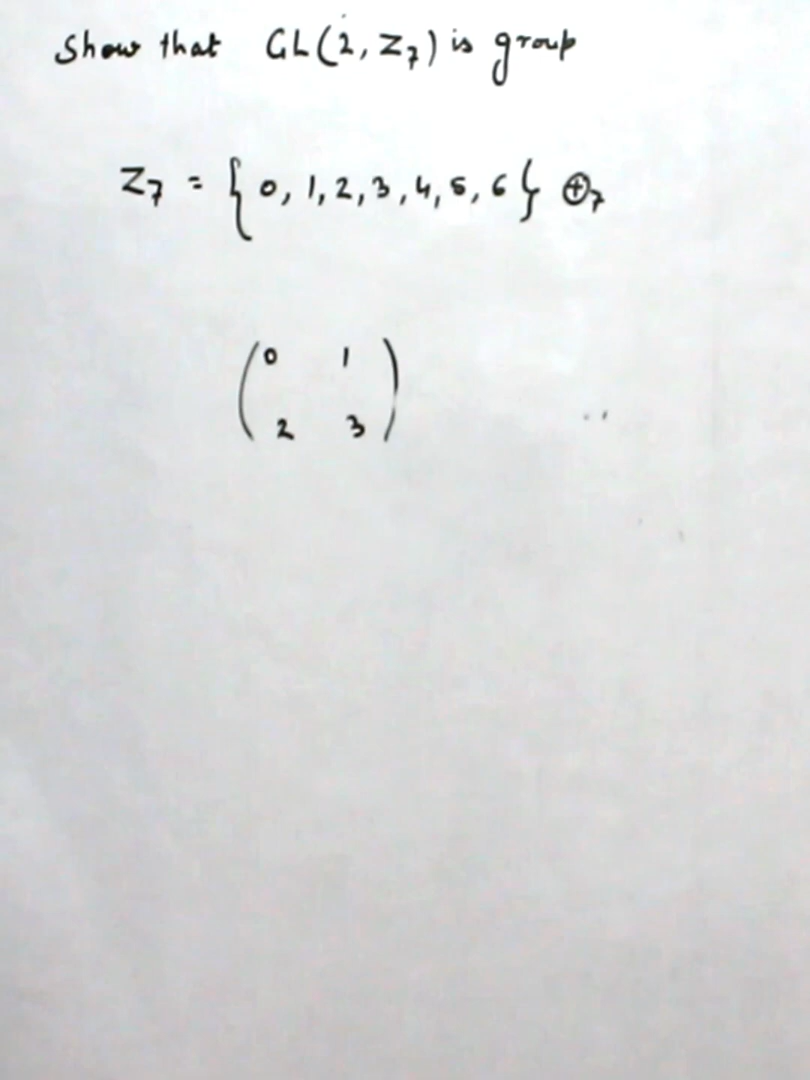 Show that GL(2, Z₇) is group
Z₇ = { 0, 1, 2, 3, 4, 5, 6 } ⊕₇
( 0 1
2 3 )